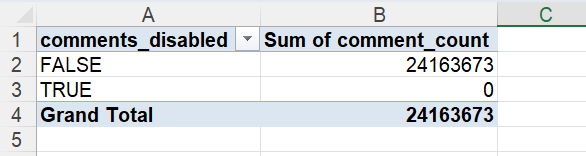 A B C
1 comments_disabled Sum of comment_count
2 FALSE 24163673
3 TRUE 0
4 Grand Total 24163673
5